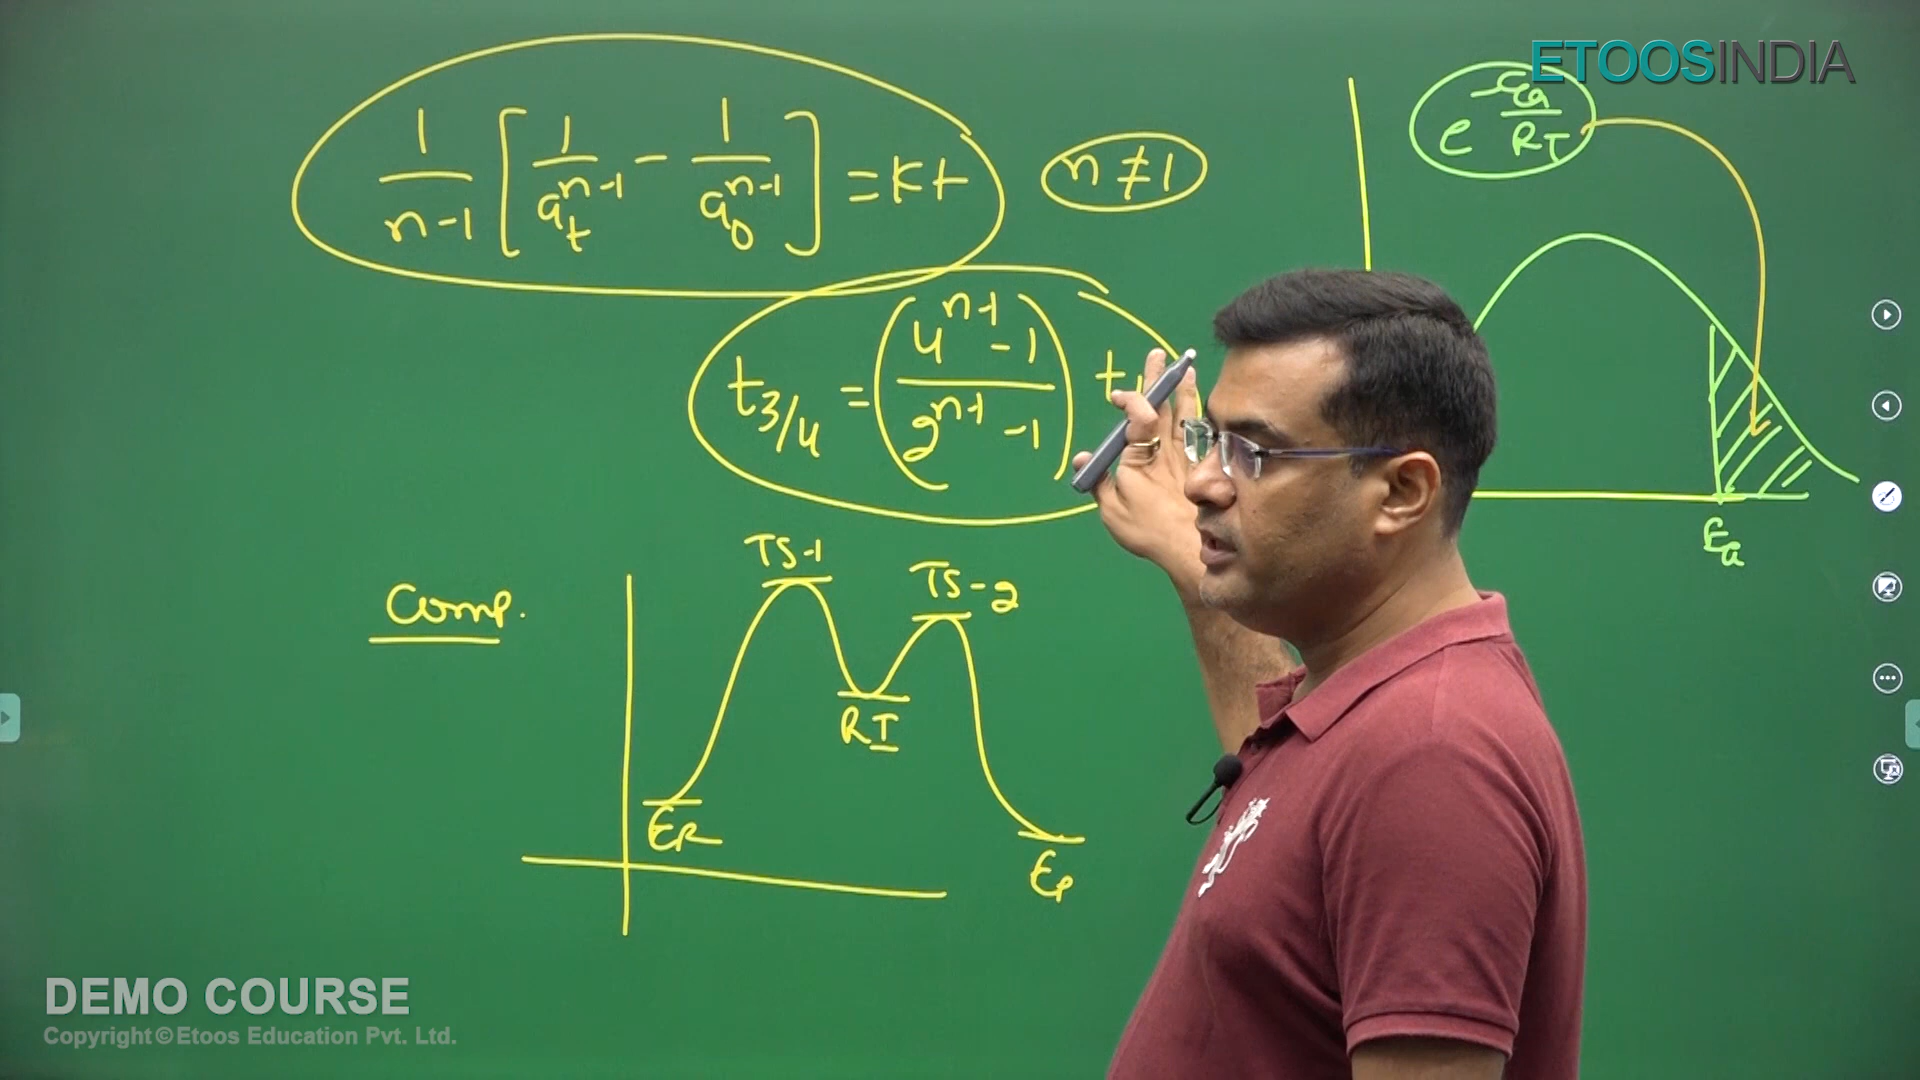 ETOOSINDIA
1/(n-1) [1/a_t^(n-1) - 1/a_0^(n-1)] = Kt
n ≠ 1
e^(-Ea/RT)
t_3/4 = ((4^(n-1) - 1)/(2^(n-1) - 1)) t
Ea
Comp.
TS-1
TS-2
RI
ER
Ep
DEMO COURSE
Copyright © Etoos Education Pvt. Ltd.